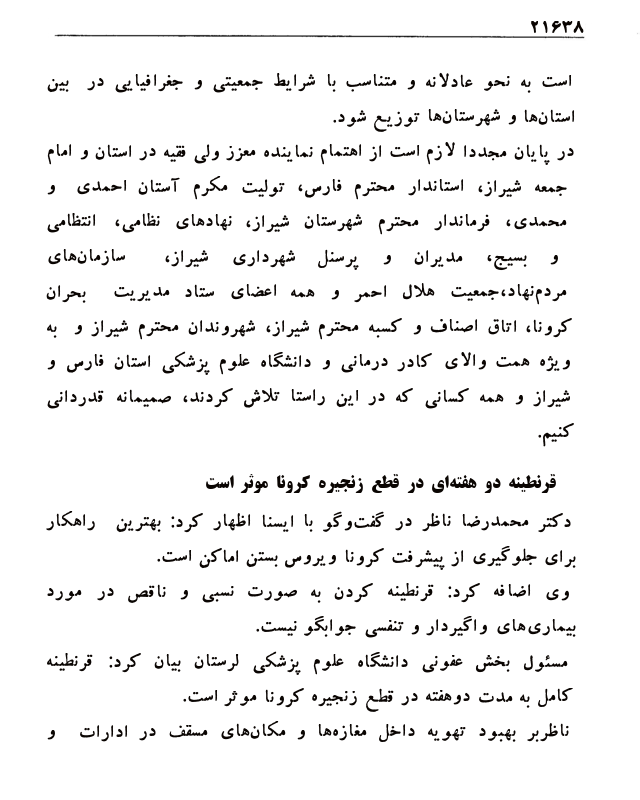 ۲۱۶۳۸
است به نحو عادلانه و متناسب با شرایط جمعیتی و جغرافیایی در بین
استان‌ها و شهرستان‌ها توزیع شود.
در پایان مجددا لازم است از اهتمام نماینده معزز ولی فقیه در استان و امام
جمعه شیراز، استاندار محترم فارس، تولیت مکرم آستان احمدی و
محمدی، فرماندار محترم شهرستان شیراز، نهادهای نظامی، انتظامی
و بسیج، مدیران و پرسنل شهرداری شیراز، سازمان‌های
مردم‌نهاد،جمعیت هلال احمر و همه اعضای ستاد مدیریت بحران
کرونا، اتاق اصناف و کسبه محترم شیراز، شهروندان محترم شیراز و به
ویژه همت والای کادر درمانی و دانشگاه علوم پزشکی استان فارس و
شیراز و همه کسانی که در این راستا تلاش کردند، صمیمانه قدردانی
کنیم.
قرنطینه دو هفته‌ای در قطع زنجیره کرونا موثر است
دکتر محمدرضا ناظر در گفت‌وگو با ایسنا اظهار کرد: بهترین راهکار
برای جلوگیری از پیشرفت کرونا ویروس بستن اماکن است.
وی اضافه کرد: قرنطینه کردن به صورت نسبی و ناقص در مورد
بیماری‌های واگیردار و تنفسی جوابگو نیست.
مسئول بخش عفونی دانشگاه علوم پزشکی لرستان بیان کرد: قرنطینه
کامل به مدت دوهفته در قطع زنجیره کرونا موثر است.
ناظربر بهبود تهویه داخل مغازه‌ها و مکان‌های مسقف در ادارات و